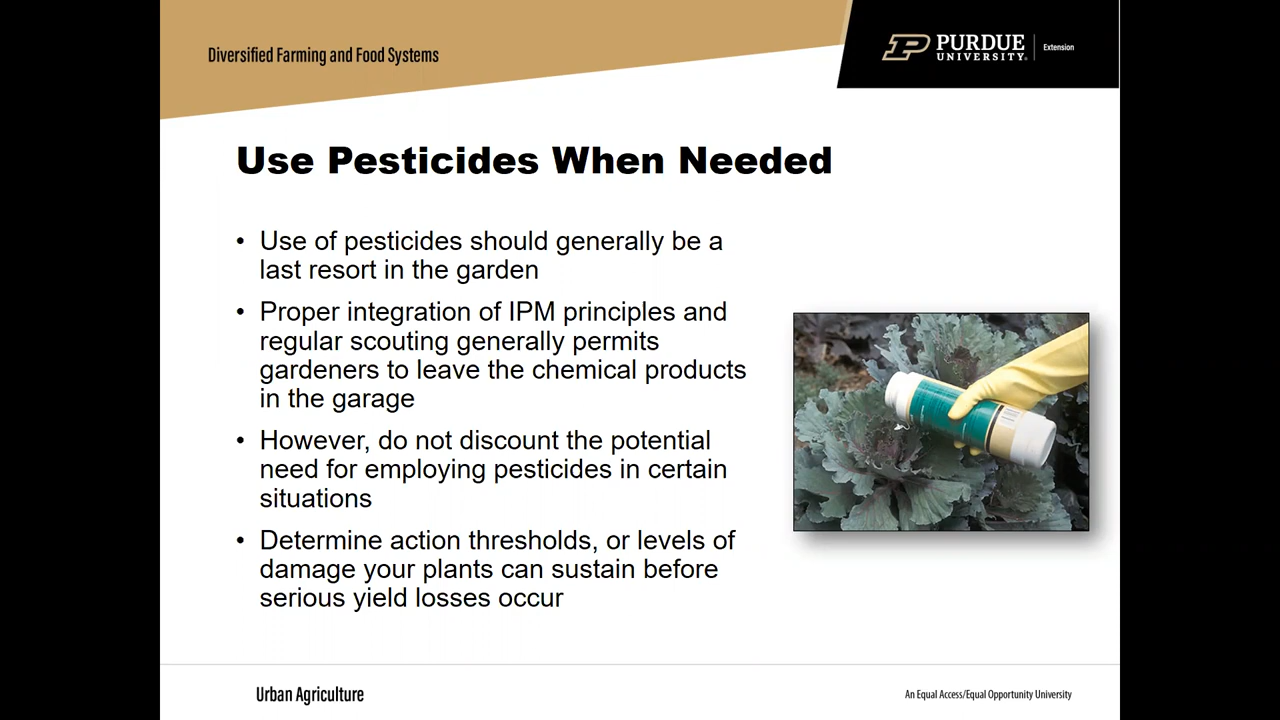 Diversified Farming and Food Systems
PURDUE
UNIVERSITY®
Extension
Use Pesticides When Needed
• Use of pesticides should generally be a
last resort in the garden
• Proper integration of IPM principles and
regular scouting generally permits
gardeners to leave the chemical products
in the garage
• However, do not discount the potential
need for employing pesticides in certain
situations
• Determine action thresholds, or levels of
damage your plants can sustain before
serious yield losses occur
Urban Agriculture
An Equal Access/Equal Opportunity University